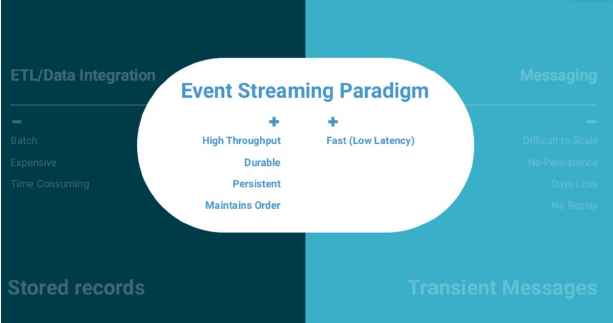 ETL/Data Integration
Messaging
Event Streaming Paradigm
–
+
+
–
Batch
High Throughput
Fast (Low Latency)
Difficult to Scale
Expensive
Durable
No Persistence
Time Consuming
Persistent
Data Loss
Maintains Order
No Replay
Stored records
Transient Messages